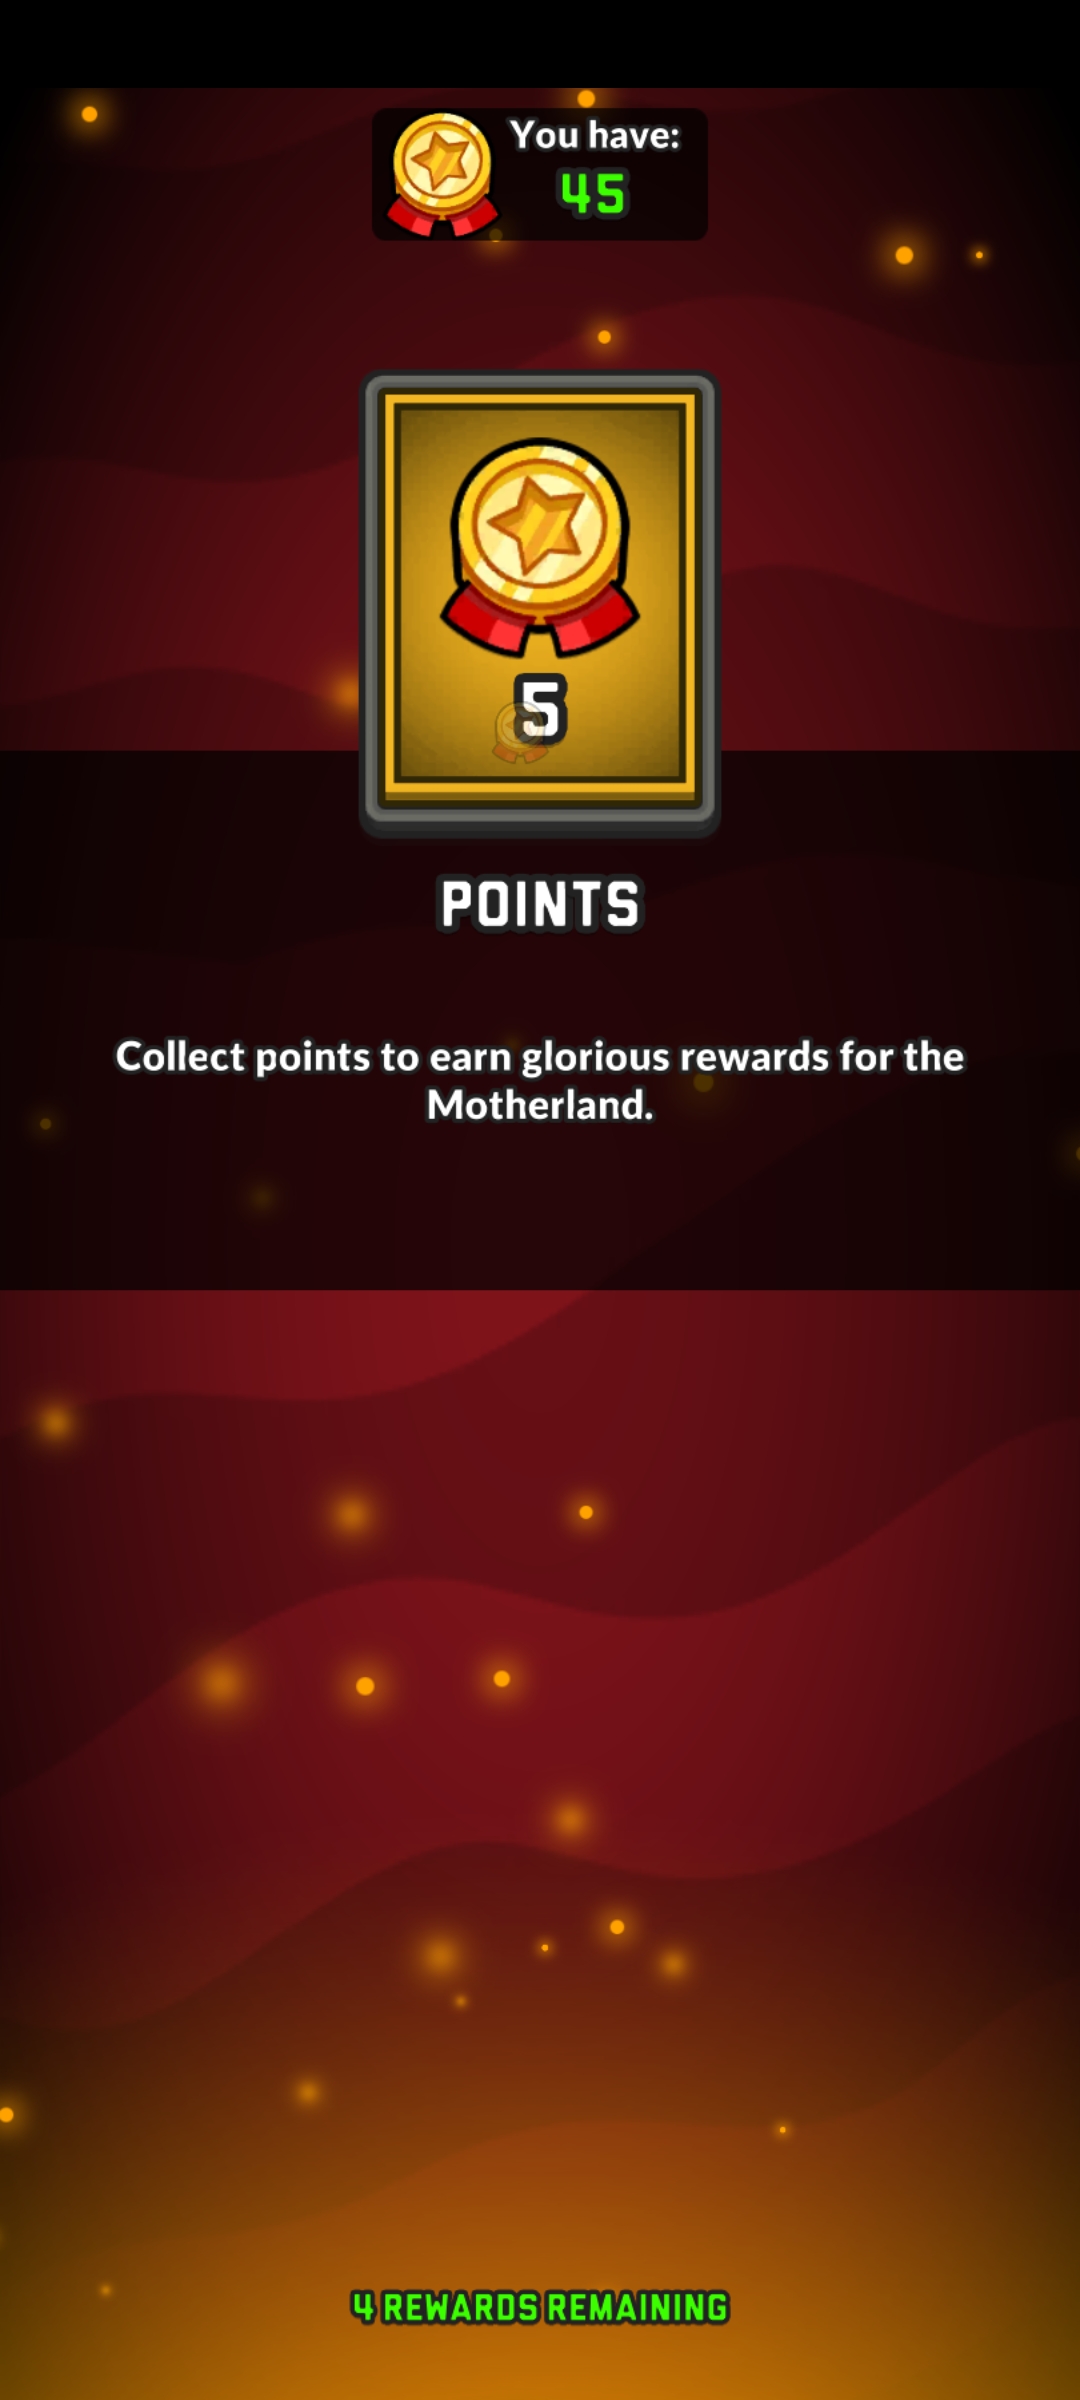 You have:
45
5
POINTS
Collect points to earn glorious rewards for the
Motherland.
4 REWARDS REMAINING